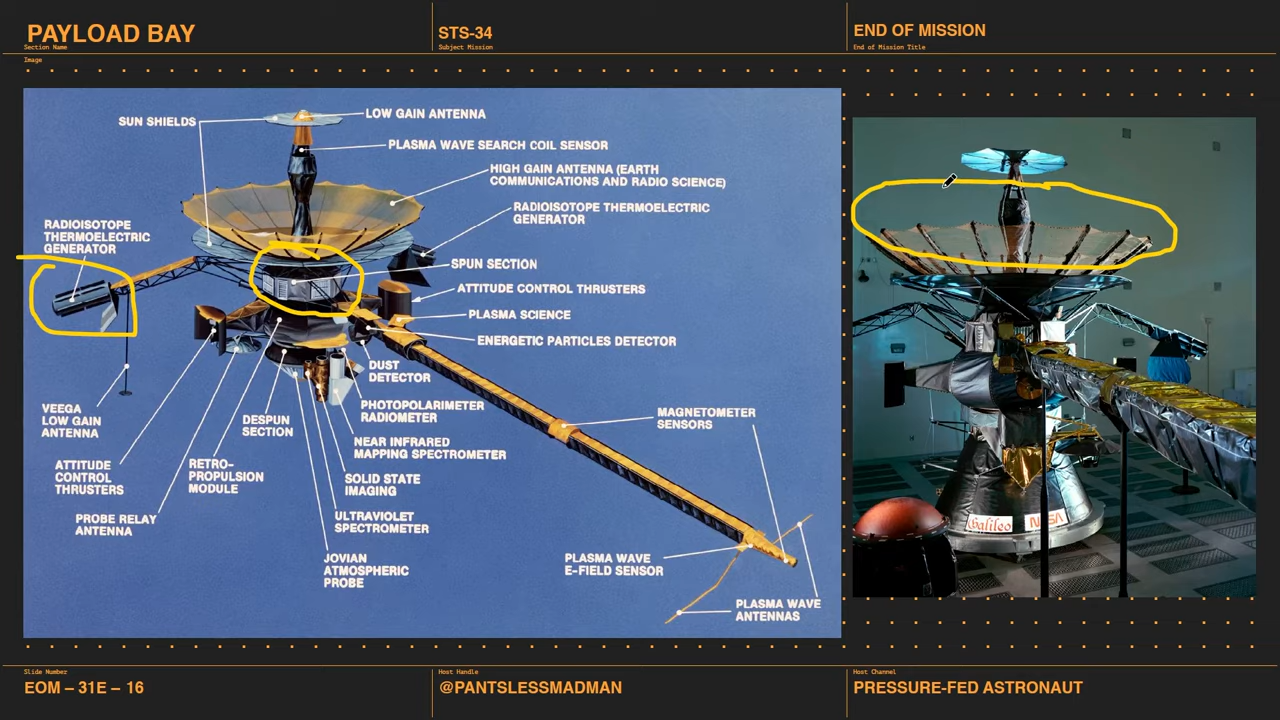 PAYLOAD BAY
Section Name
STS-34
Subject Mission
END OF MISSION
End of Mission Title
Image
SUN SHIELDS
LOW GAIN ANTENNA
PLASMA WAVE SEARCH COIL SENSOR
HIGH GAIN ANTENNA (EARTH
COMMUNICATIONS AND RADIO SCIENCE)
RADIOISOTOPE THERMOELECTRIC
GENERATOR
RADIOISOTOPE
THERMOELECTRIC
GENERATOR
SPUN SECTION
ATTITUDE CONTROL THRUSTERS
PLASMA SCIENCE
ENERGETIC PARTICLES DETECTOR
DUST
DETECTOR
PHOTOPOLARIMETER
RADIOMETER
NEAR INFRARED
MAPPING SPECTROMETER
SOLID STATE
IMAGING
ULTRAVIOLET
SPECTROMETER
JOVIAN
ATMOSPHERIC
PROBE
DESPUN
SECTION
RETRO-
PROPULSION
MODULE
VEEGA
LOW GAIN
ANTENNA
ATTITUDE
CONTROL
THRUSTERS
PROBE RELAY
ANTENNA
MAGNETOMETER
SENSORS
PLASMA WAVE
E-FIELD SENSOR
PLASMA WAVE
ANTENNAS
Galileo
NASA
Slide Number
EOM – 31E – 16
Host Handle
@PANTSLESSMADMAN
Host Channel
PRESSURE-FED ASTRONAUT